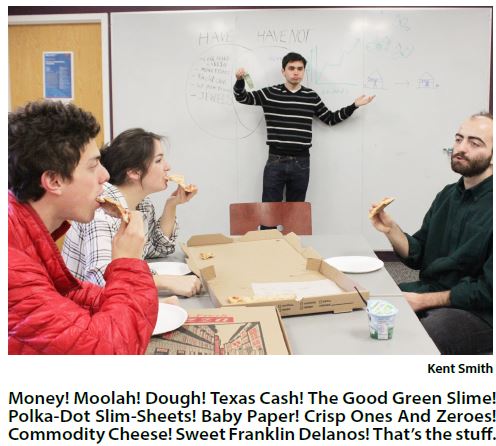 HAVE HAVE NOT
- JEWELS
Kent Smith
Money! Moolah! Dough! Texas Cash! The Good Green Slime!
Polka-Dot Slim-Sheets! Baby Paper! Crisp Ones And Zeroes!
Commodity Cheese! Sweet Franklin Delanos! That's the stuff.